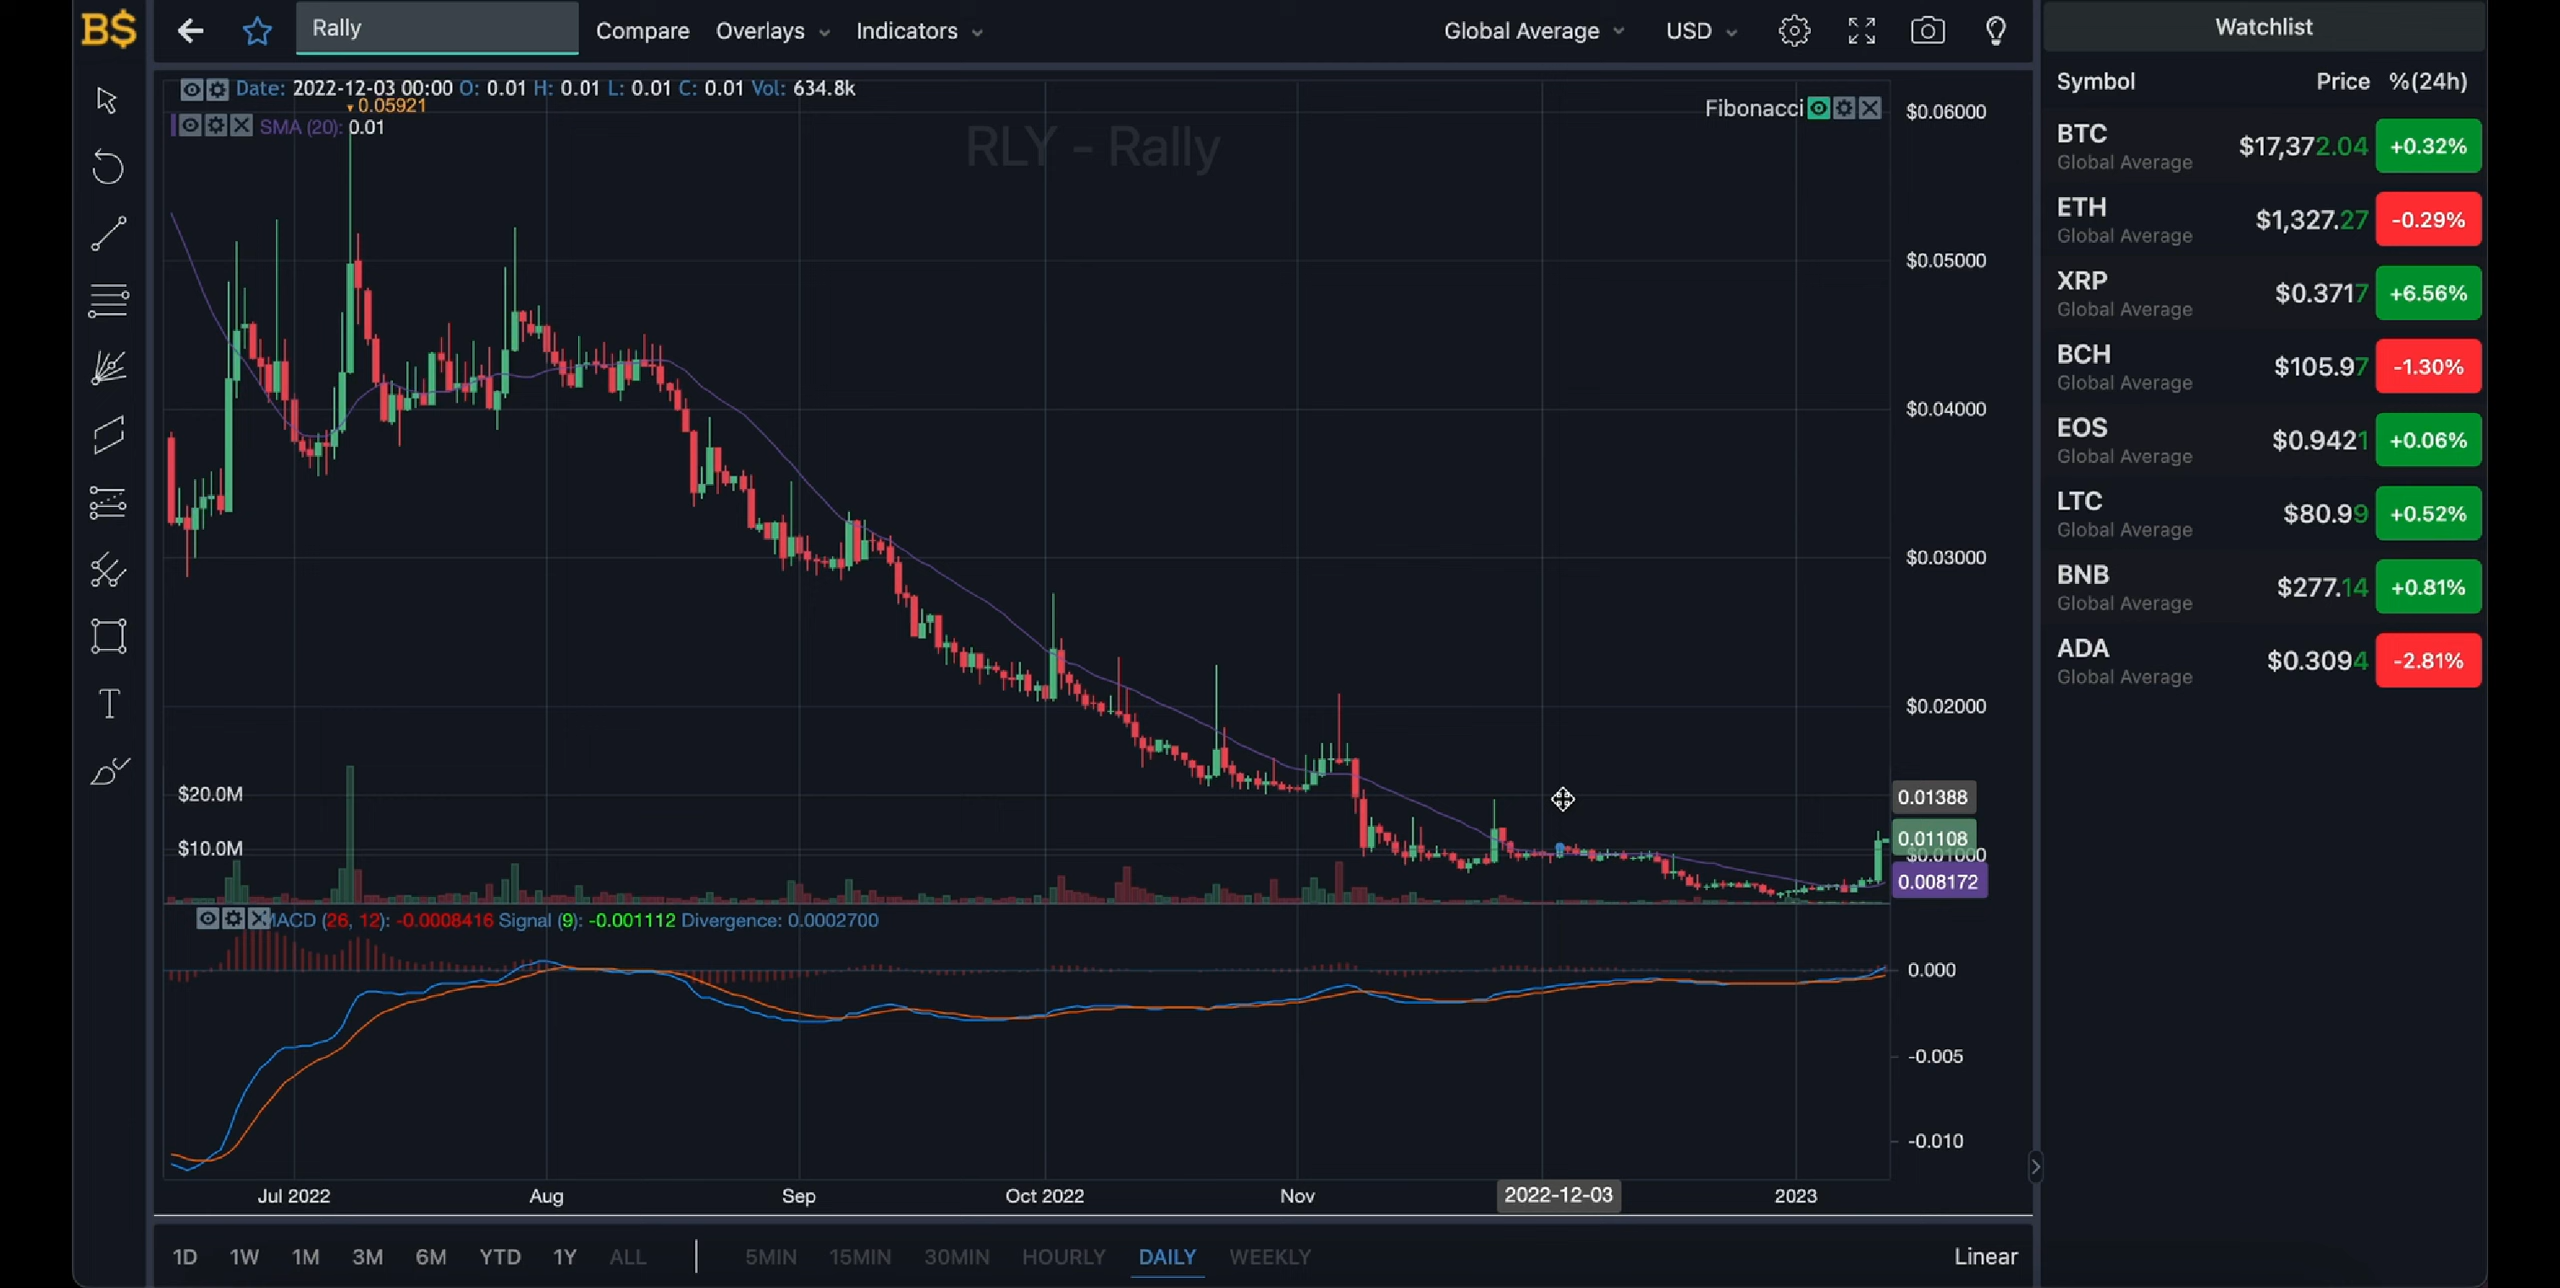 B$
Rally
Compare
Overlays
Indicators
Global Average
USD
Watchlist
Date: 2022-12-03 00:00 O: 0.01 H: 0.01 L: 0.01 C: 0.01 Vol: 634.8k
0.05921
SMA (20): 0.01
RLY - Rally
Fibonacci
$0.06000
$0.05000
$0.04000
$0.03000
$0.02000
0.01388
0.01108
$0.01000
0.008172
$20.0M
$10.0M
MACD (26, 12): -0.0008416 Signal (9): -0.001112 Divergence: 0.0002700
0.000
-0.005
-0.010
Jul 2022 Aug Sep Oct 2022 Nov 2022-12-03 2023
1D 1W 1M 3M 6M YTD 1Y ALL 5MIN 15MIN 30MIN HOURLY DAILY WEEKLY Linear
Symbol Price %(24h)
BTC $17,372.04 +0.32%
Global Average
ETH $1,327.27 -0.29%
Global Average
XRP $0.3717 +6.56%
Global Average
BCH $105.97 -1.30%
Global Average
EOS $0.9421 +0.06%
Global Average
LTC $80.99 +0.52%
Global Average
BNB $277.14 +0.81%
Global Average
ADA $0.3094 -2.81%
Global Average